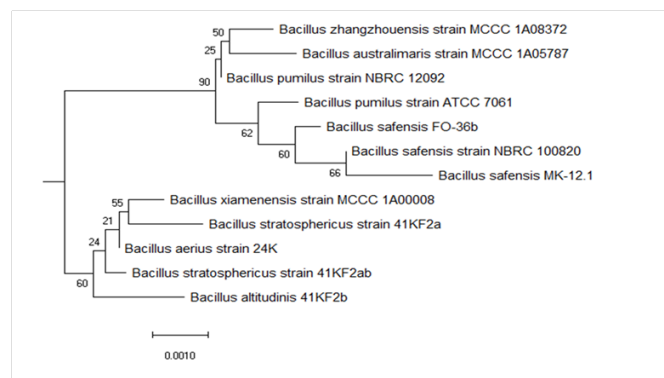 50
Bacillus zhangzhouensis strain MCCC 1A08372
25
Bacillus australimaris strain MCCC 1A05787
90
Bacillus pumilus strain NBRC 12092
Bacillus pumilus strain ATCC 7061
62
Bacillus safensis FO-36b
60
Bacillus safensis strain NBRC 100820
66
Bacillus safensis MK-12.1
55
Bacillus xiamenensis strain MCCC 1A00008
21
Bacillus stratosphericus strain 41KF2a
24
Bacillus aerius strain 24K
60
Bacillus stratosphericus strain 41KF2ab
Bacillus altitudinis 41KF2b
0.0010